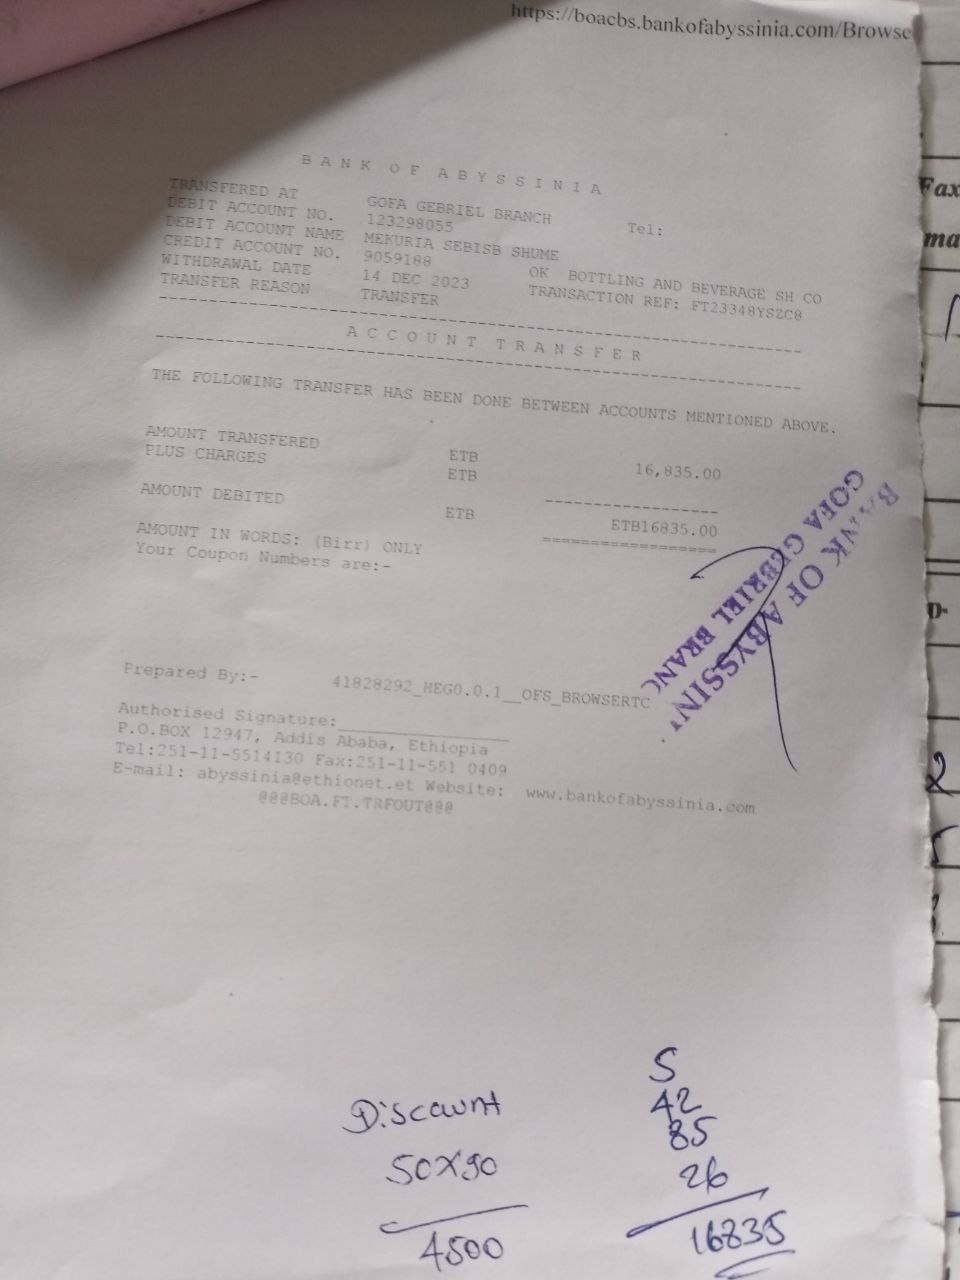 https://boacbs.bankofabyssinia.com/Browse
BANK OF ABYSSINIA
TRANSFERED AT GOFA GEBRIEL BRANCH Tel:
DEBIT ACCOUNT NO. 123298055
DEBIT ACCOUNT NAME MEKURIA SEBISB SHUME
CREDIT ACCOUNT NO. 9059188 OK BOTTLING AND BEVERAGE SH CO
WITHDRAWAL DATE 14 DEC 2023 TRANSACTION REF: FT23348YSZC8
TRANSFER REASON TRANSFER
ACCOUNT TRANSFER
THE FOLLOWING TRANSFER HAS BEEN DONE BETWEEN ACCOUNTS MENTIONED ABOVE.
AMOUNT TRANSFERED ETB 16,835.00
PLUS CHARGES ETB
AMOUNT DEBITED ETB ETB16835.00
AMOUNT IN WORDS: (Birr) ONLY
Your Coupon Numbers are:-
BANK OF ABYSSIN
GOFA GEBRIEL BRANC
Prepared By:- 41828292_HEG0.0.1__OFS_BROWSERTC
Authorised Signature:
P.O.BOX 12947, Addis Ababa, Ethiopia
Tel:251-11-5514130 Fax:251-11-551 0409
E-mail: abyssinia@ethionet.et Website: www.bankofabyssinia.com
@@@BOA.FT.TRFOUT@@@
Discaunt
50X90
4500
S
42
85
26
16835
Fax
ma